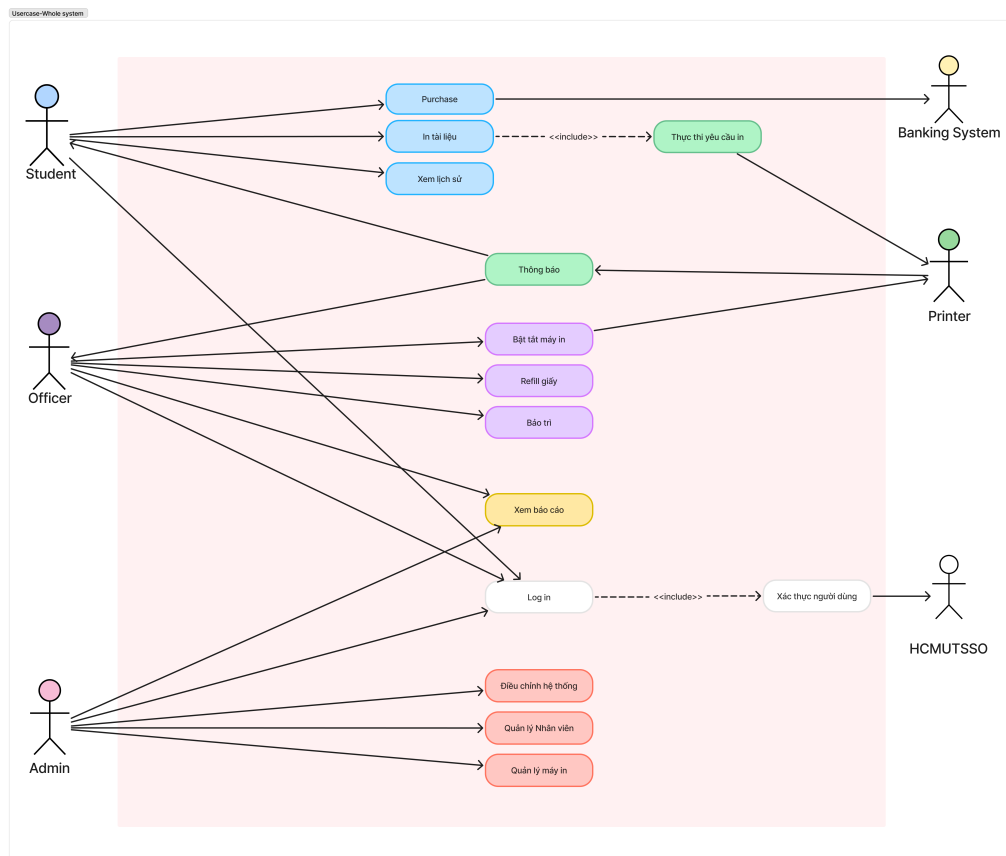 Usercase-Whole system
Purchase
Banking System
In tài liệu
<<include>>
Thực thi yêu cầu in
Student
Xem lịch sử
Thông báo
Printer
Bật tắt máy in
Officer
Refill giấy
Bảo trì
Xem báo cáo
Log in
<<include>>
Xác thực người dùng
HCMUTSSO
Điều chỉnh hệ thống
Quản lý Nhân viên
Admin
Quản lý máy in